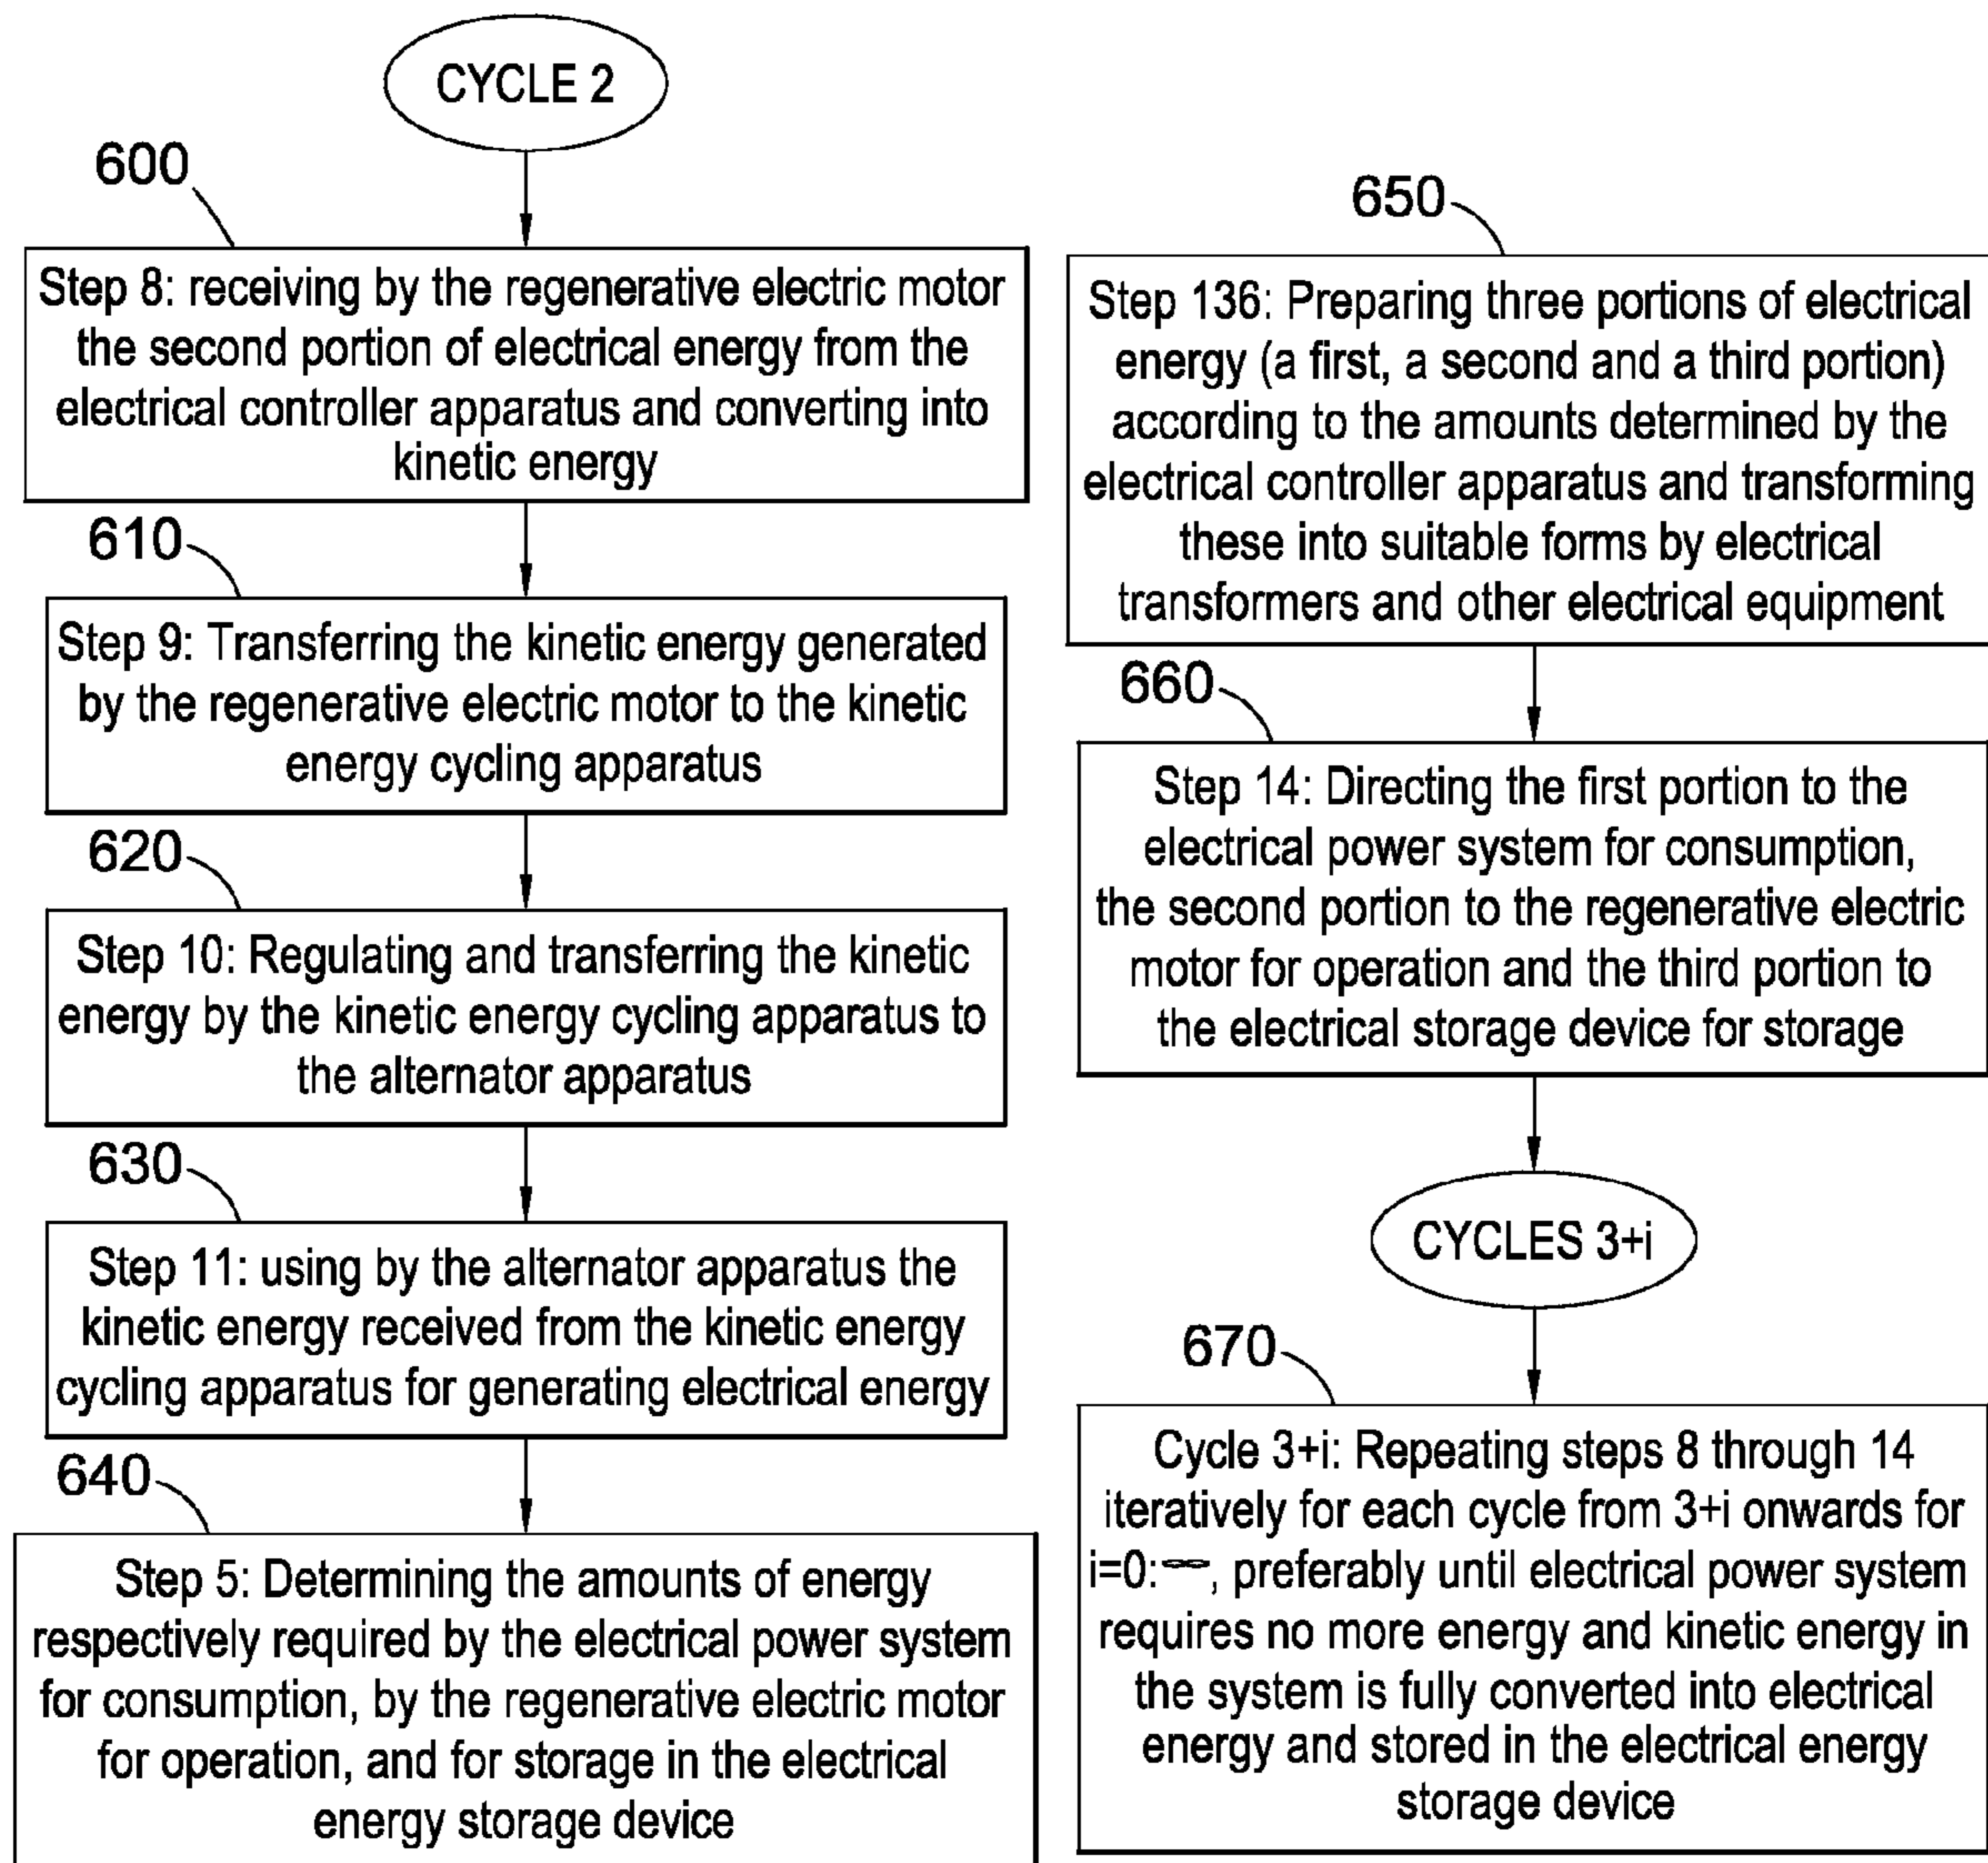 CYCLE 2
600
Step 8: receiving by the regenerative electric motor
the second portion of electrical energy from the
electrical controller apparatus and converting into
kinetic energy
610
Step 9: Transferring the kinetic energy generated
by the regenerative electric motor to the kinetic
energy cycling apparatus
620
Step 10: Regulating and transferring the kinetic
energy by the kinetic energy cycling apparatus to
the alternator apparatus
630
Step 11: using by the alternator apparatus the
kinetic energy received from the kinetic energy
cycling apparatus for generating electrical energy
640
Step 5: Determining the amounts of energy
respectively required by the electrical power system
for consumption, by the regenerative electric motor
for operation, and for storage in the electrical
energy storage device
650
Step 136: Preparing three portions of electrical
energy (a first, a second and a third portion)
according to the amounts determined by the
electrical controller apparatus and transforming
these into suitable forms by electrical
transformers and other electrical equipment
660
Step 14: Directing the first portion to the
electrical power system for consumption,
the second portion to the regenerative electric
motor for operation and the third portion to
the electrical storage device for storage
CYCLES 3+i
670
Cycle 3+i: Repeating steps 8 through 14
iteratively for each cycle from 3+i onwards for
i=0:∞, preferably until electrical power system
requires no more energy and kinetic energy in
the system is fully converted into electrical
energy and stored in the electrical energy
storage device